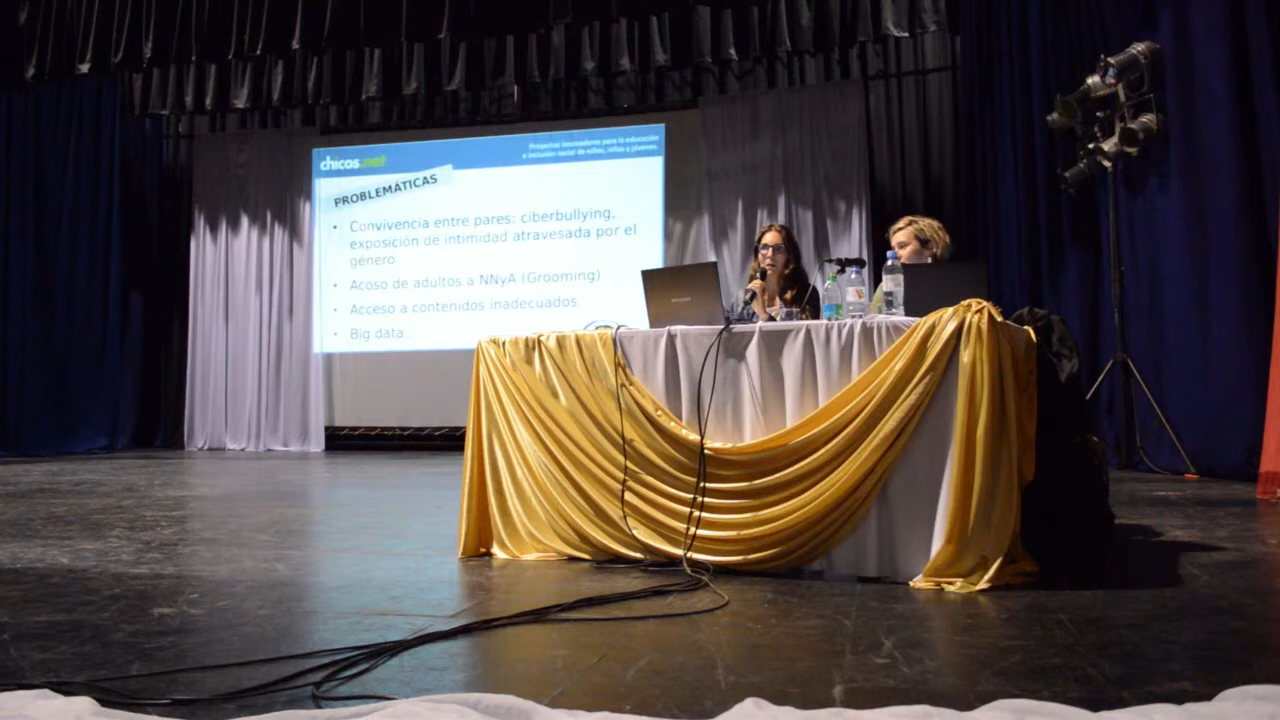 chicos.net
Proyectos innovadores para la educación
e inclusión social de niños, niñas y jóvenes.
PROBLEMÁTICAS
• Convivencia entre pares: ciberbullying,
exposición de intimidad atravesada por el
género
• Acoso de adultos a NNyA (Grooming)
• Acceso a contenidos inadecuados
• Big data